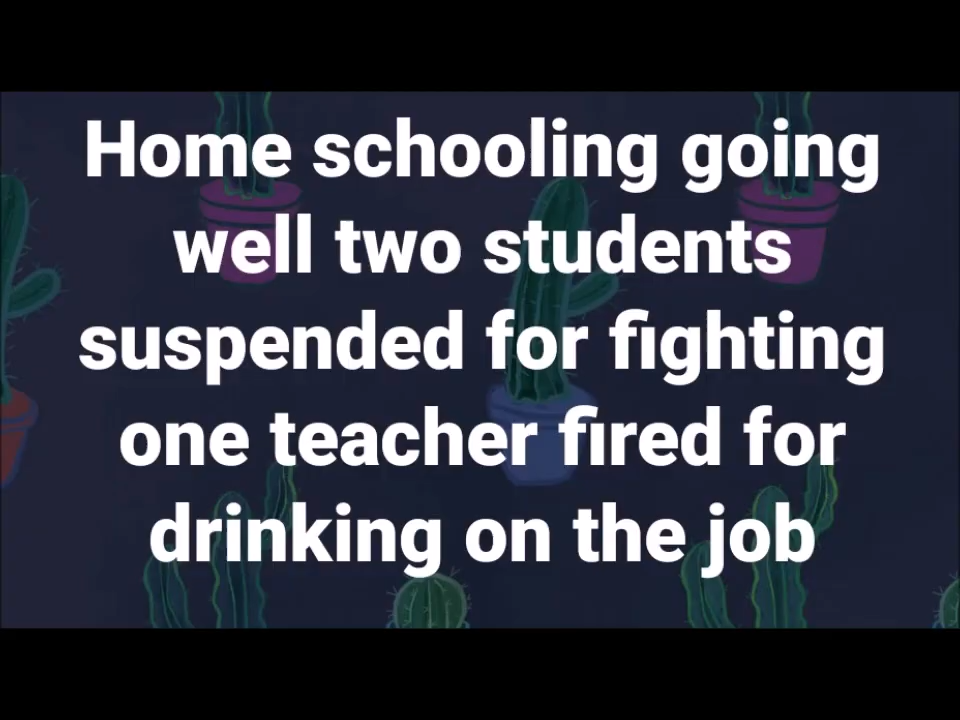 Home schooling going
well two students
suspended for fighting
one teacher fired for
drinking on the job